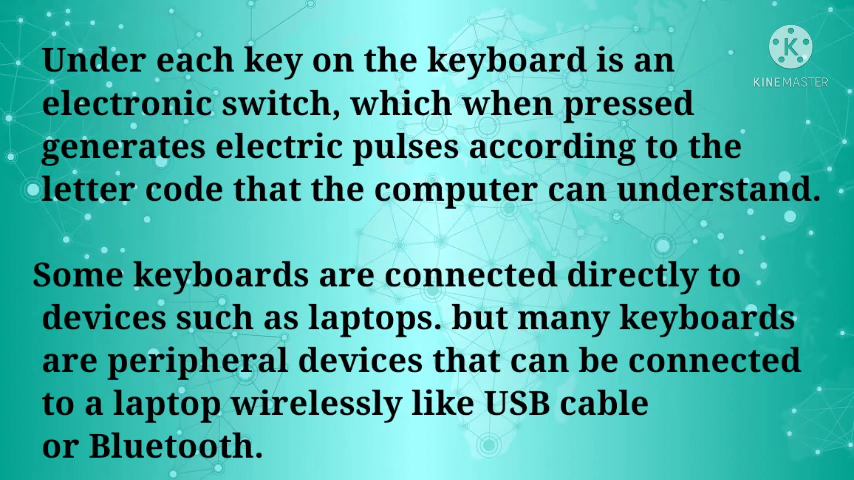 Under each key on the keyboard is an
electronic switch, which when pressed
generates electric pulses according to the
letter code that the computer can understand.
Some keyboards are connected directly to
devices such as laptops. but many keyboards
are peripheral devices that can be connected
to a laptop wirelessly like USB cable
or Bluetooth.
K
KINEMASTER